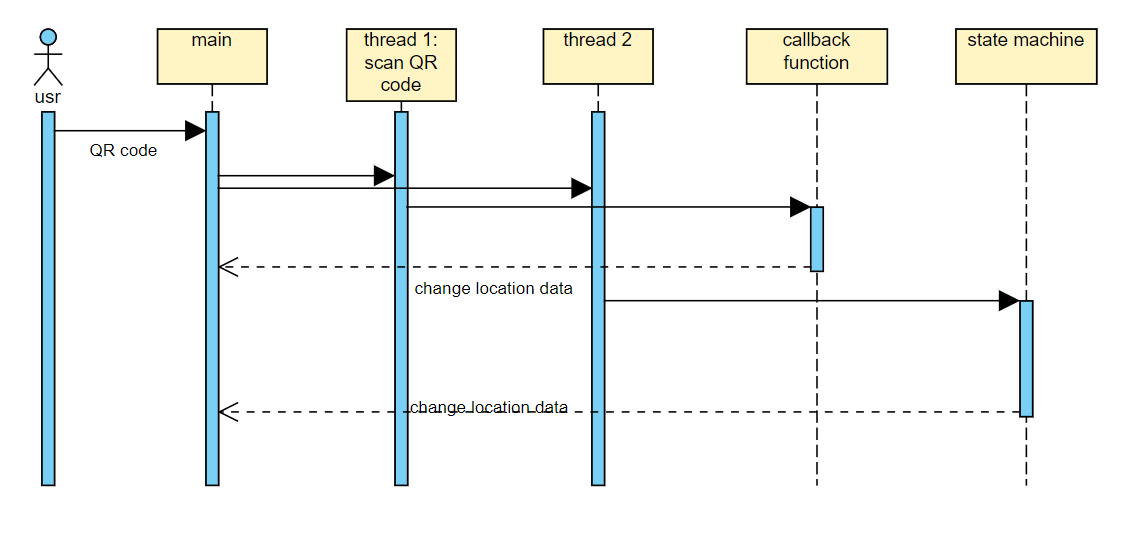 usr
main
thread 1:
scan QR
code
thread 2
callback
function
state machine
QR code
change location data
change location data